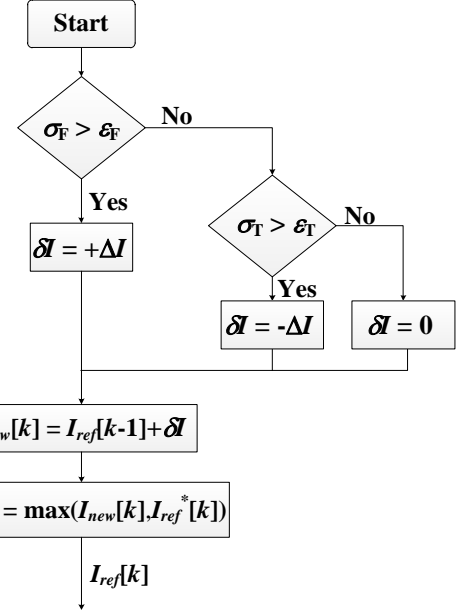 Start
σF > εF
No
Yes
δI = +ΔI
σT > εT
No
Yes
δI = -ΔI
δI = 0
w[k] = Iref[k-1]+δI
= max(Inew[k],Iref*[k])
Iref[k]